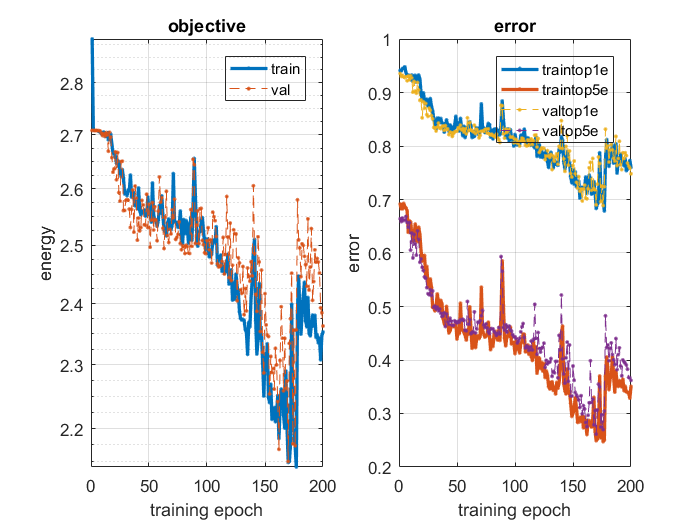 objective
energy
2.8
2.7
2.6
2.5
2.4
2.3
2.2
0
50
100
150
200
training epoch
train
val
error
error
1
0.9
0.8
0.7
0.6
0.5
0.4
0.3
0.2
0
50
100
150
200
training epoch
traintop1e
traintop5e
valtop1e
valtop5e